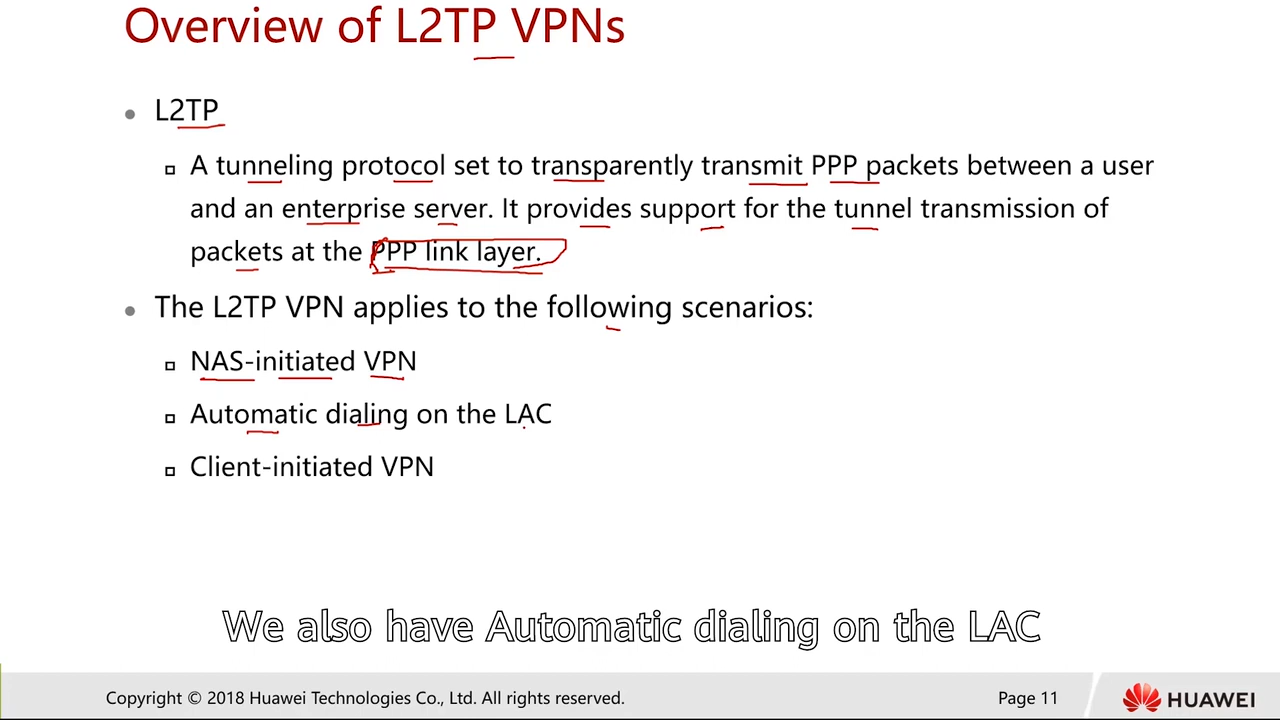 Overview of L2TP VPNs
L2TP
A tunneling protocol set to transparently transmit PPP packets between a user
and an enterprise server. It provides support for the tunnel transmission of
packets at the PPP link layer.
The L2TP VPN applies to the following scenarios:
NAS-initiated VPN
Automatic dialing on the LAC
Client-initiated VPN
We also have Automatic dialing on the LAC
Copyright © 2018 Huawei Technologies Co., Ltd. All rights reserved.
Page 11
HUAWEI